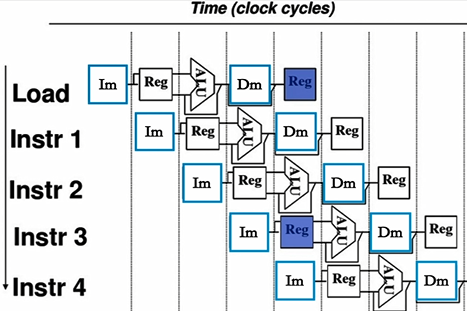 Time (clock cycles)
Load Im Reg ALU Dm Reg
Instr 1 Im Reg ALU Dm Reg
Instr 2 Im Reg ALU Dm Reg
Instr 3 Im Reg ALU Dm Reg
Instr 4 Im Reg ALU Dm